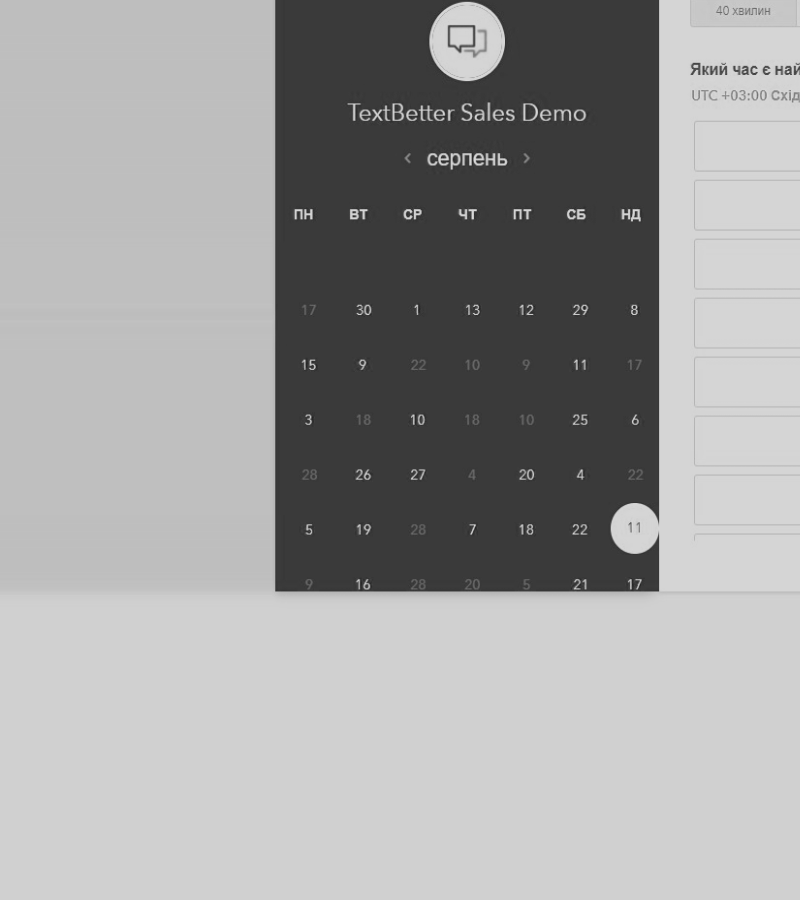 TextBetter Sales Demo
серпень
ПН ВТ СР ЧТ ПТ СБ НД
17 30 1 13 12 29 8
15 9 22 10 9 11 17
3 18 10 18 10 25 6
28 26 27 4 20 4 22
5 19 28 7 18 22 11
9 16 28 20 5 21 17
40 хвилин
Який час є най
UTC +03:00 Схід